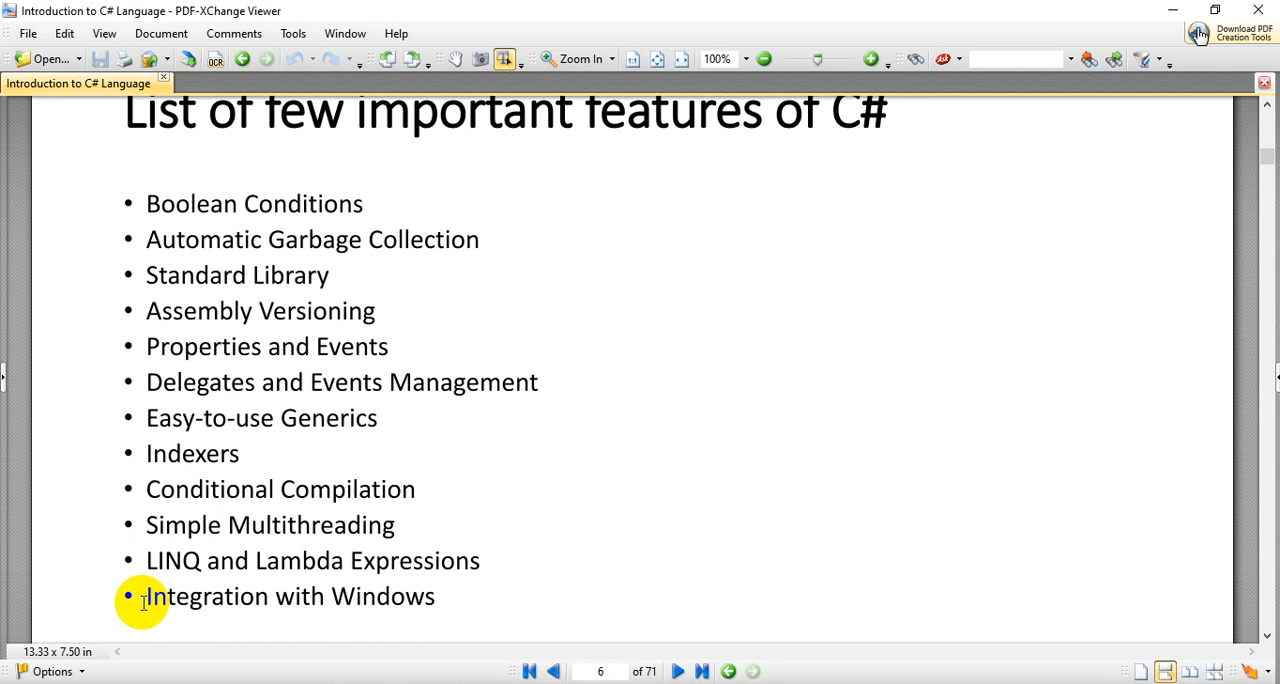 Introduction to C# Language - PDF-XChange Viewer
File Edit View Document Comments Tools Window Help
Download PDF
Creation Tools
Open... OCR Zoom In 100%
Introduction to C# Language
List of few important features of C#
• Boolean Conditions
• Automatic Garbage Collection
• Standard Library
• Assembly Versioning
• Properties and Events
• Delegates and Events Management
• Easy-to-use Generics
• Indexers
• Conditional Compilation
• Simple Multithreading
• LINQ and Lambda Expressions
• Integration with Windows
13.33 x 7.50 in
Options 6 of 71